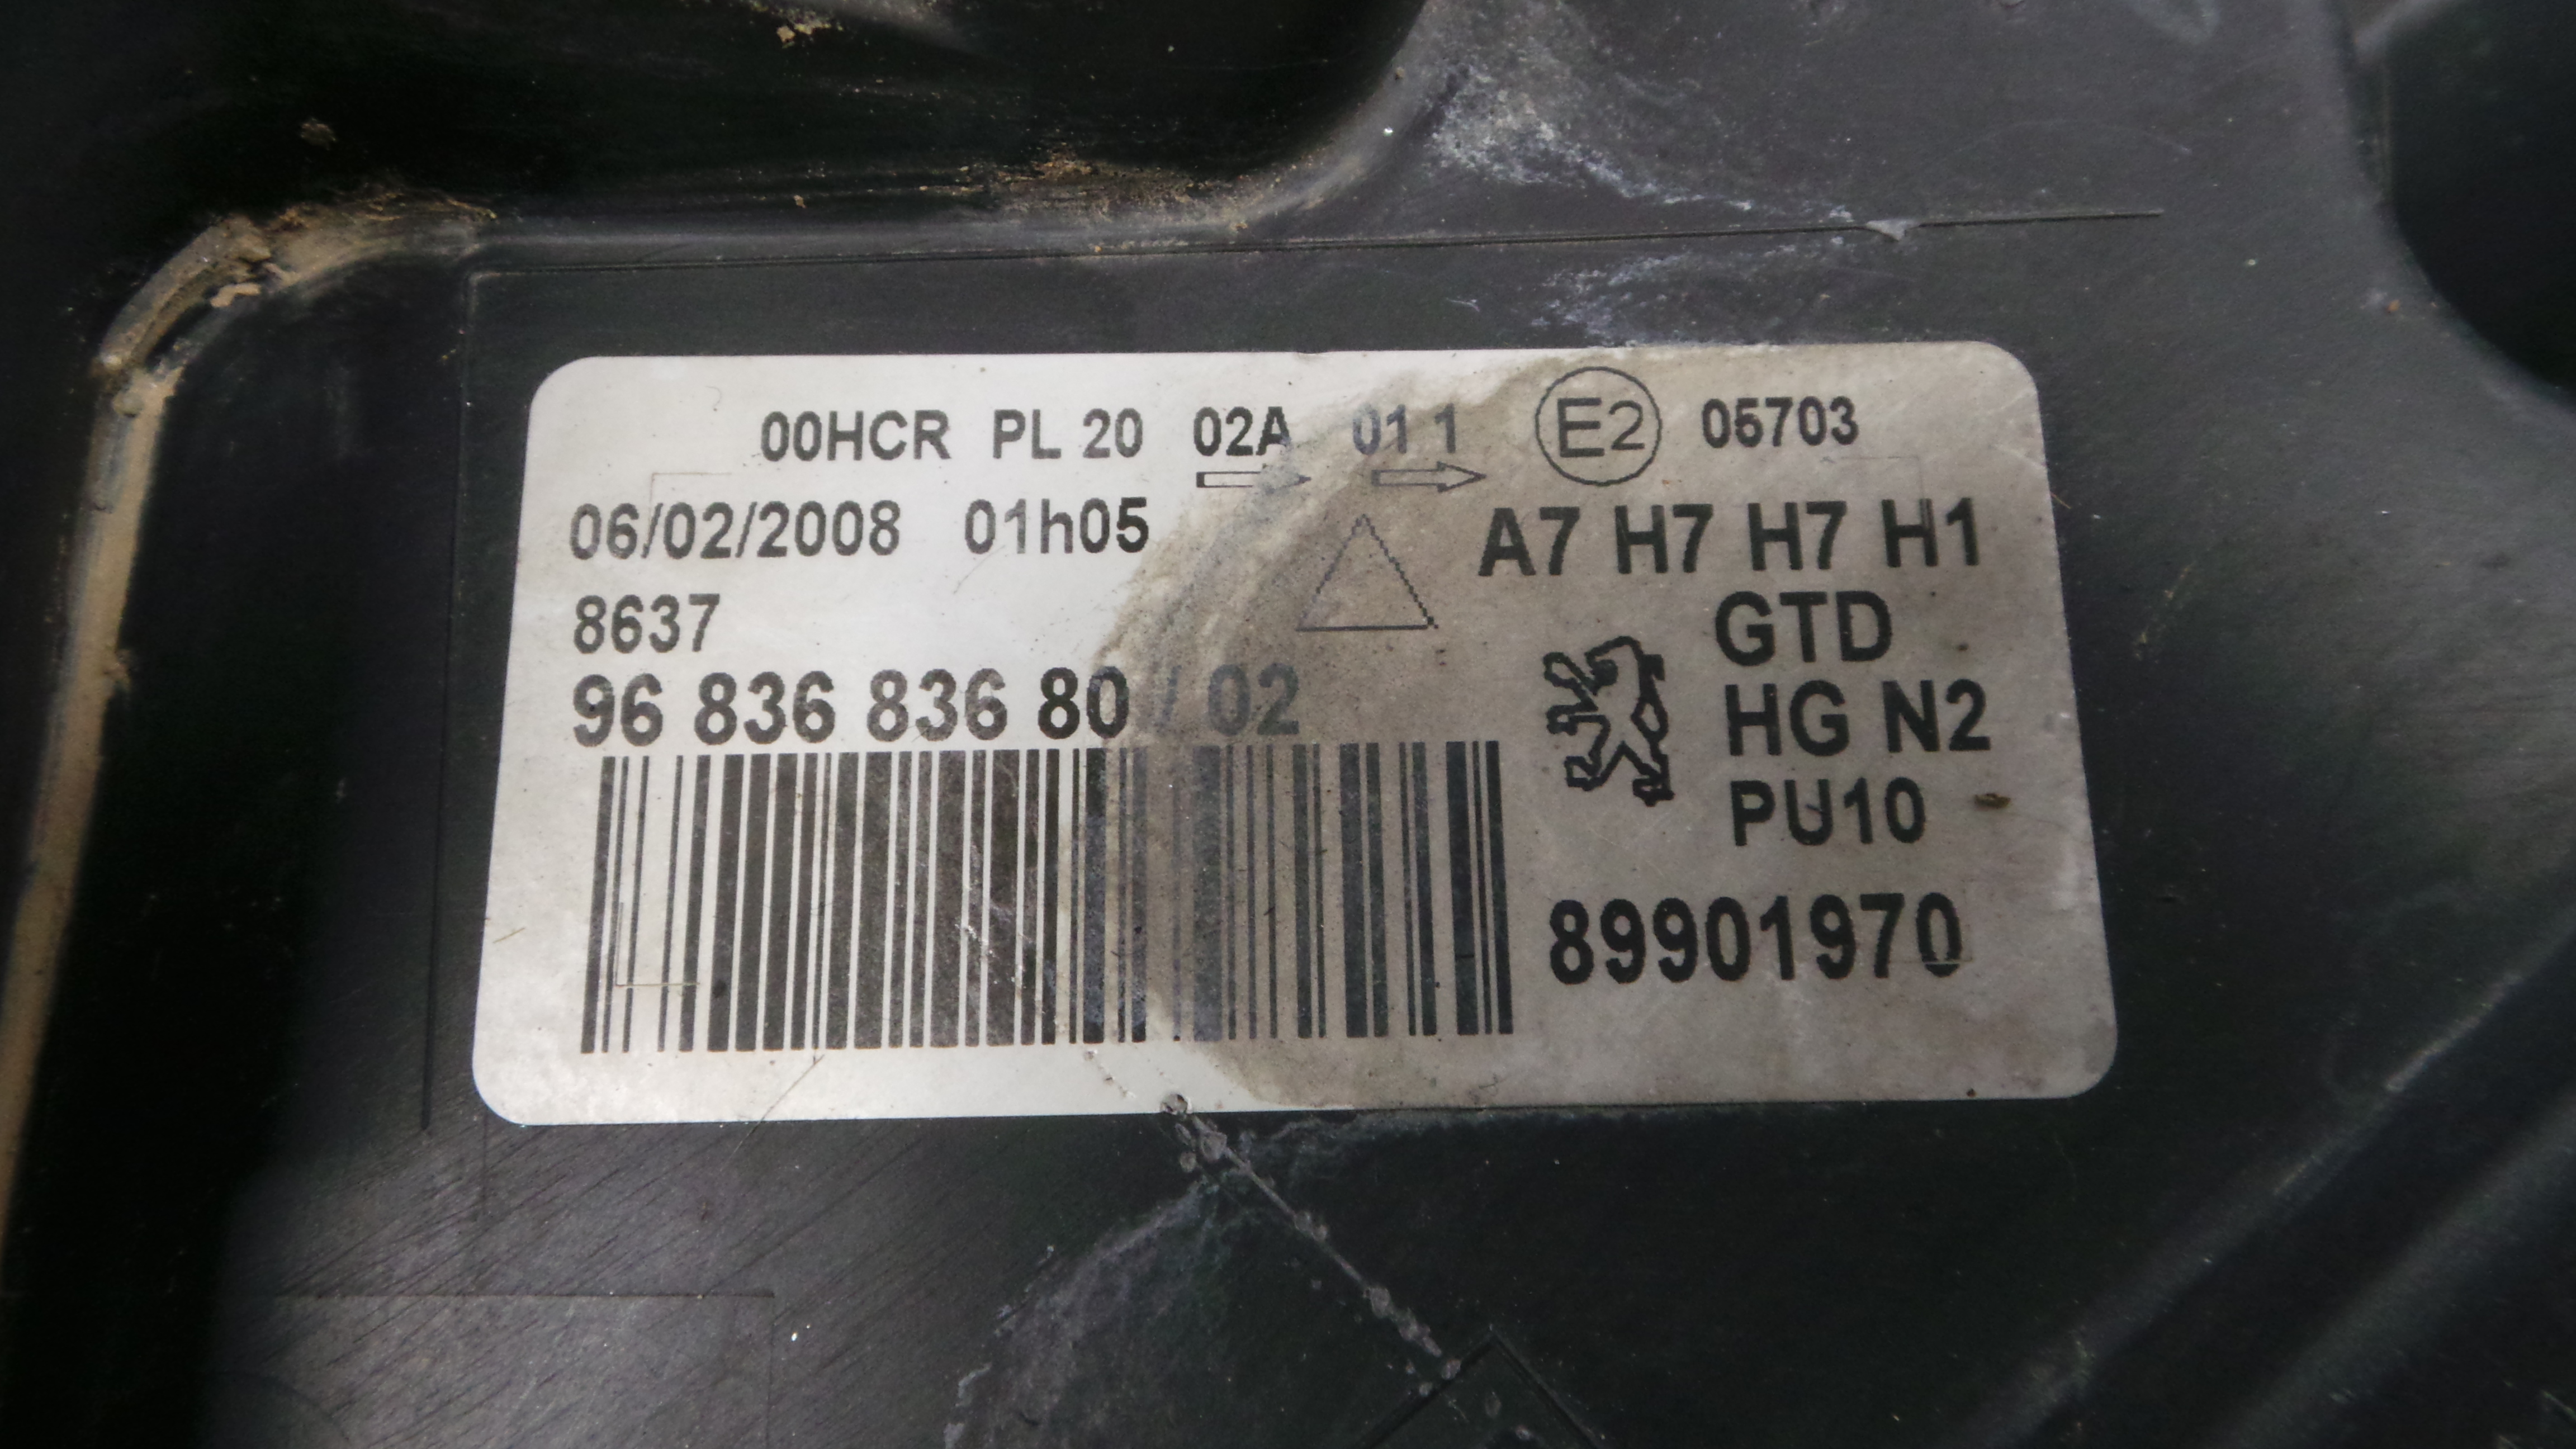 00HCR PL 20 02A 01 1 E2 05703
06/02/2008 01h05
A7 H7 H7 H1
8637
GTD
96 836 836 80 / 02
HG N2
PU10
89901970